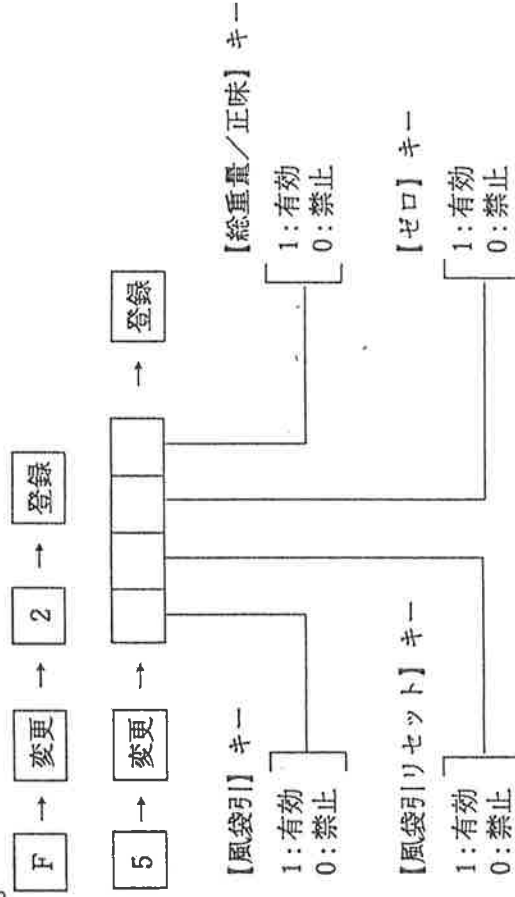 F → 変更 → 2 → 登録
5 → 変更 → → 登録
【風袋引】 キー
1：有効
0：禁止
【総重量／正味】 キー
1：有効
0：禁止
【風袋引リセット】 キー
1：有効
0：禁止
【ゼロ】 キー
1：有効
0：禁止